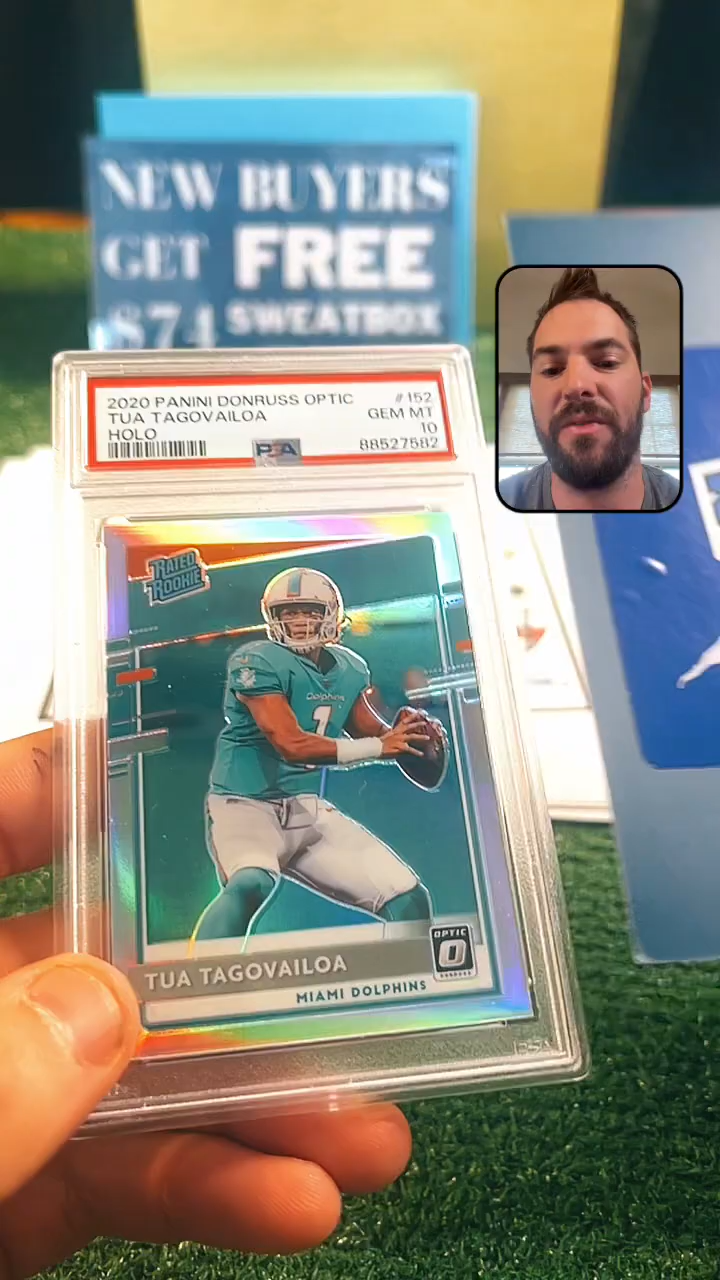 NEW BUYERS
GET FREE
$74 SWEATBOX
2020 PANINI DONRUSS OPTIC #152
TUA TAGOVAILOA GEM MT
HOLO 10
PSA 88527582
RATED
ROOKIE
Dolphins
1
OPTIC
TUA TAGOVAILOA
MIAMI DOLPHINS